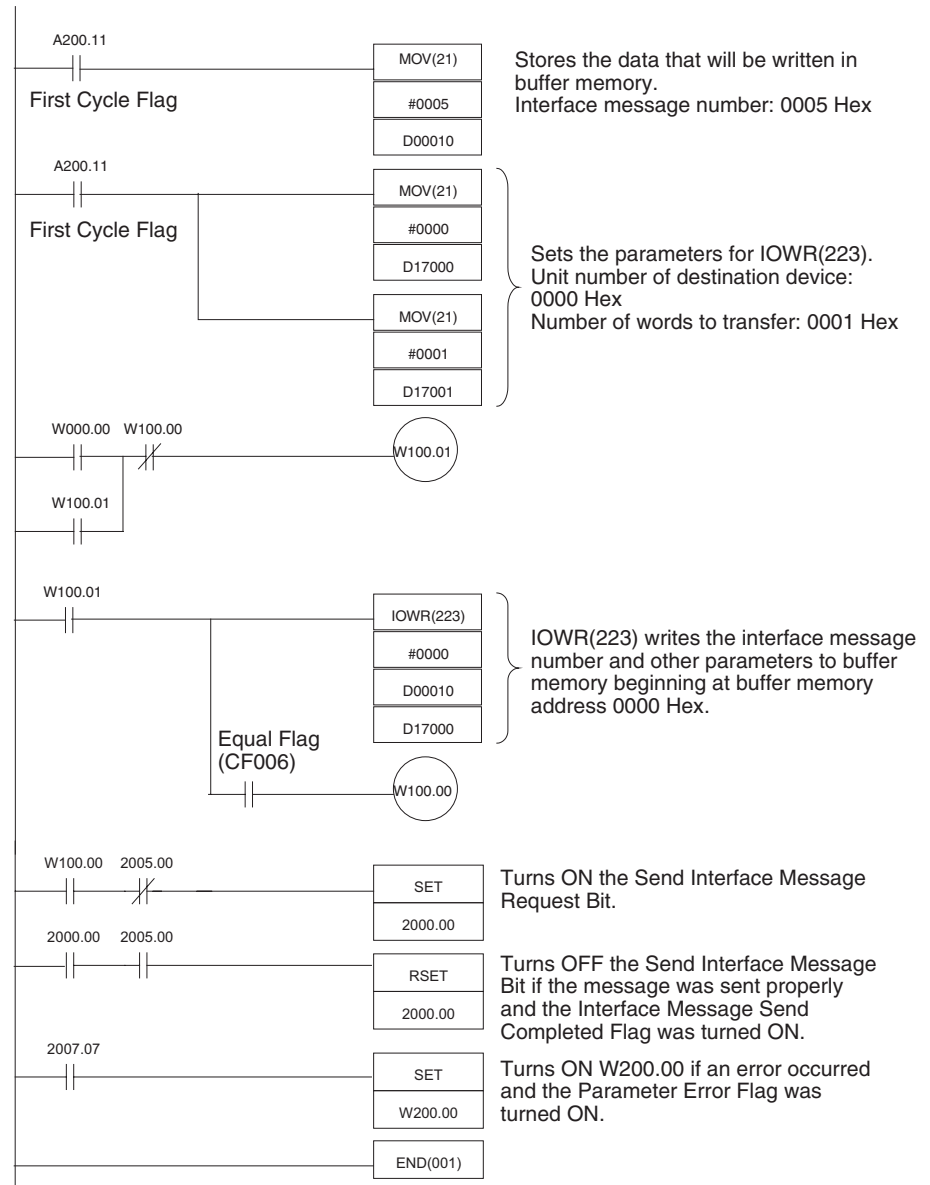 A200.11
First Cycle Flag
MOV(21)
#0005
D00010
Stores the data that will be written in
buffer memory.
Interface message number: 0005 Hex
A200.11
First Cycle Flag
MOV(21)
#0000
D17000
MOV(21)
#0001
D17001
Sets the parameters for IOWR(223).
Unit number of destination device:
0000 Hex
Number of words to transfer: 0001 Hex
W000.00 W100.00
W100.01
W100.01
W100.01
IOWR(223)
#0000
D00010
D17000
IOWR(223) writes the interface message
number and other parameters to buffer
memory beginning at buffer memory
address 0000 Hex.
Equal Flag
(CF006)
W100.00
W100.00 2005.00
SET
2000.00
Turns ON the Send Interface Message
Request Bit.
2000.00 2005.00
RSET
2000.00
Turns OFF the Send Interface Message
Bit if the message was sent properly
and the Interface Message Send
Completed Flag was turned ON.
2007.07
SET
W200.00
Turns ON W200.00 if an error occurred
and the Parameter Error Flag was
turned ON.
END(001)